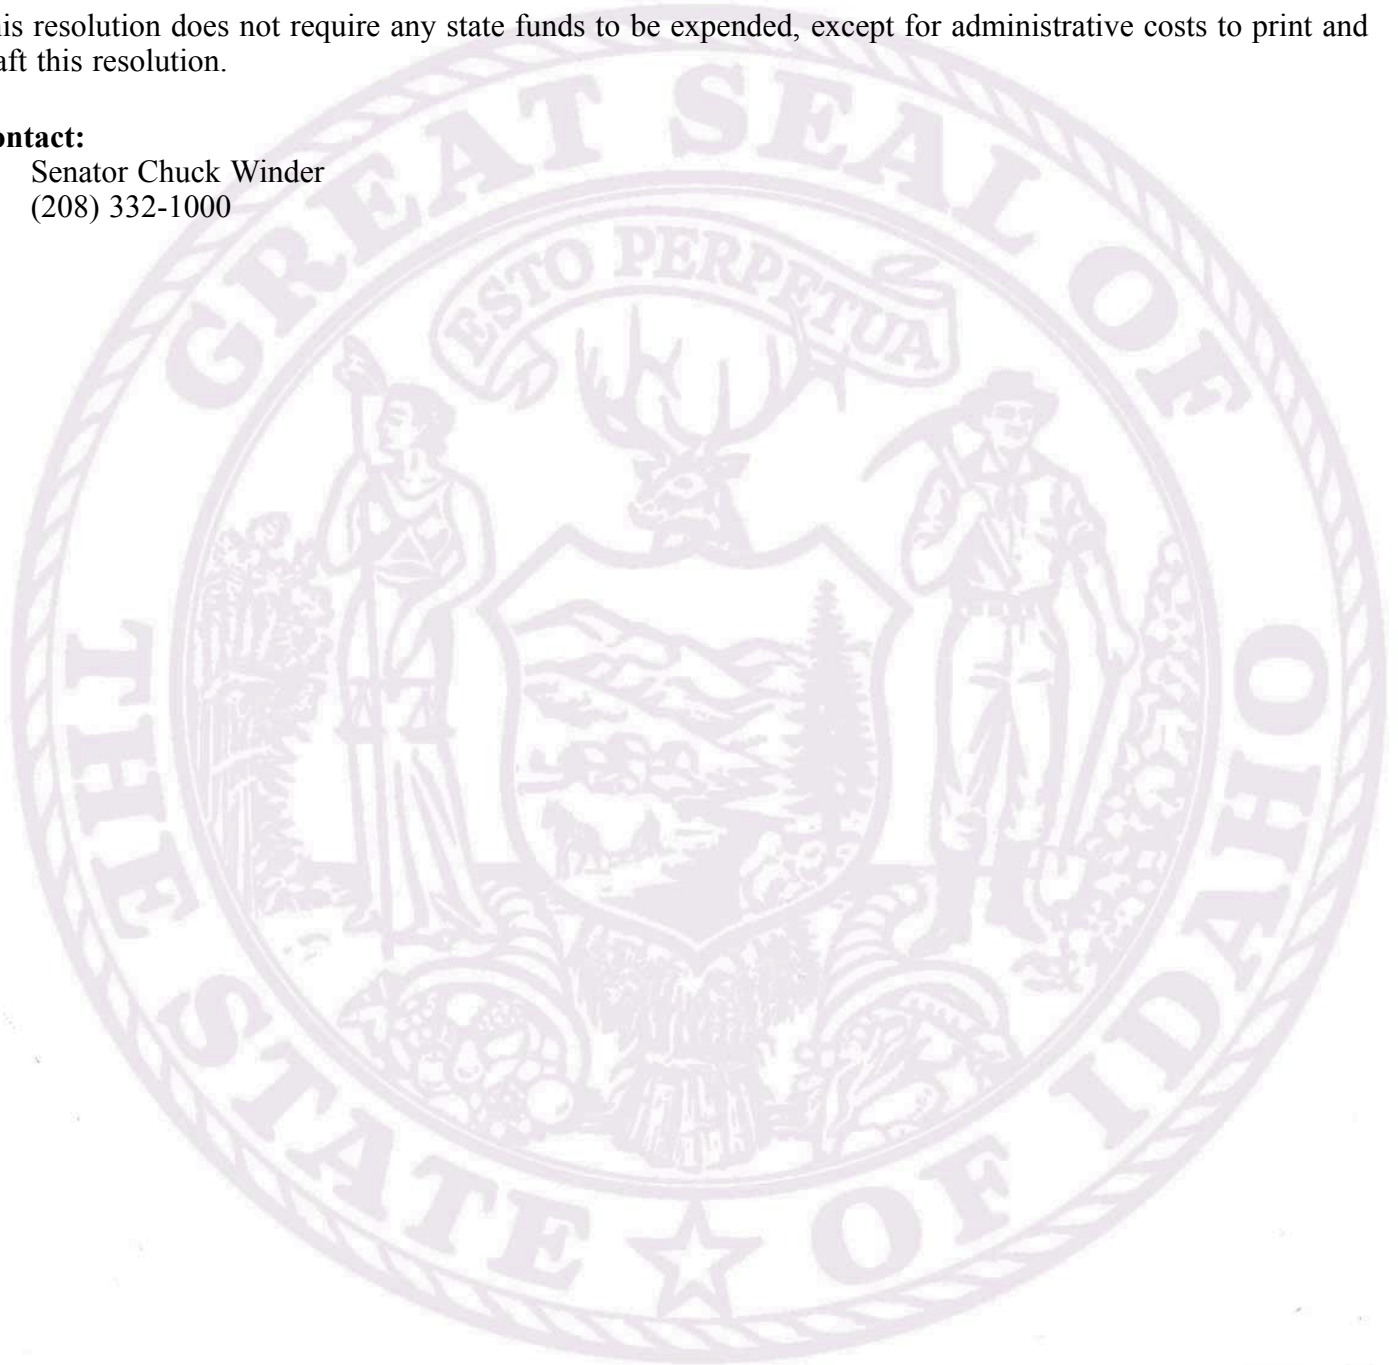 his resolution does not require any state funds to be expended, except for administrative costs to print and
aft this resolution.
ontact:
Senator Chuck Winder
(208) 332-1000
GREAT SEAL OF
ESTO PERPETUA
THE
STATE OF IDAHO